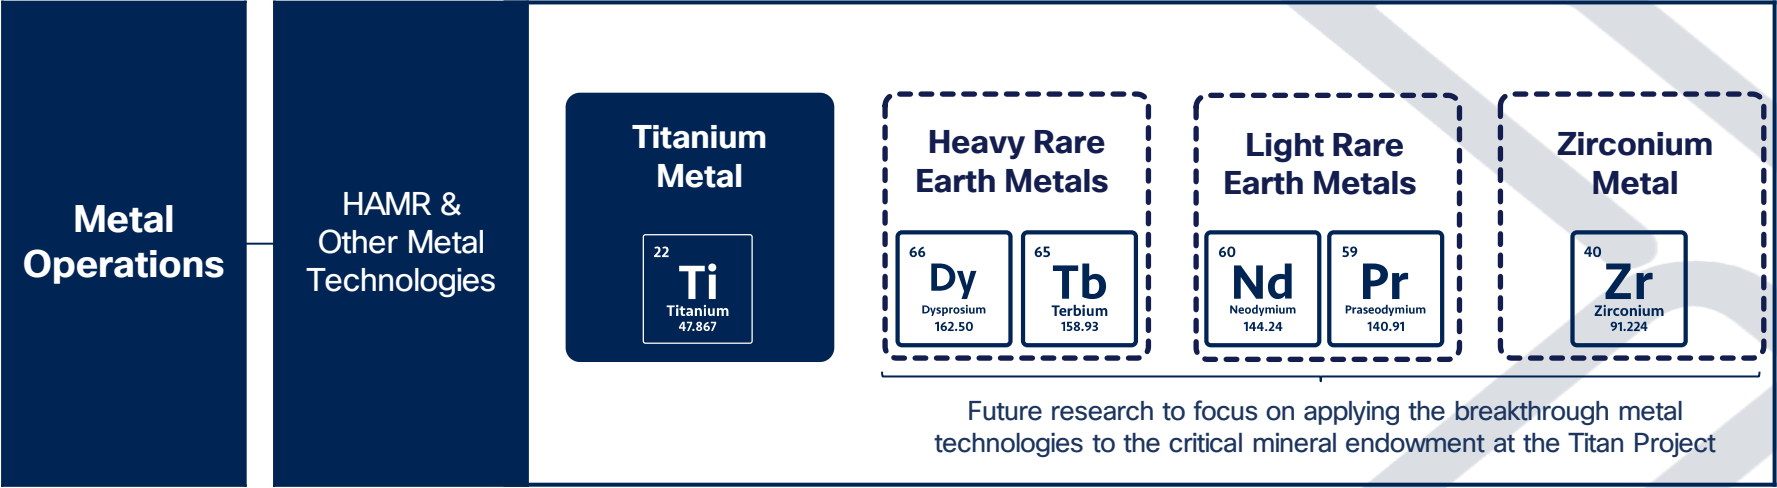 Metal
Operations
HAMR &
Other Metal
Technologies
Titanium
Metal
22
Ti
Titanium
47.867
Heavy Rare
Earth Metals
66
Dy
Dysprosium
162.50
65
Tb
Terbium
158.93
Light Rare
Earth Metals
60
Nd
Neodymium
144.24
59
Pr
Praseodymium
140.91
Zirconium
Metal
40
Zr
Zirconium
91.224
Future research to focus on applying the breakthrough metal
technologies to the critical mineral endowment at the Titan Project